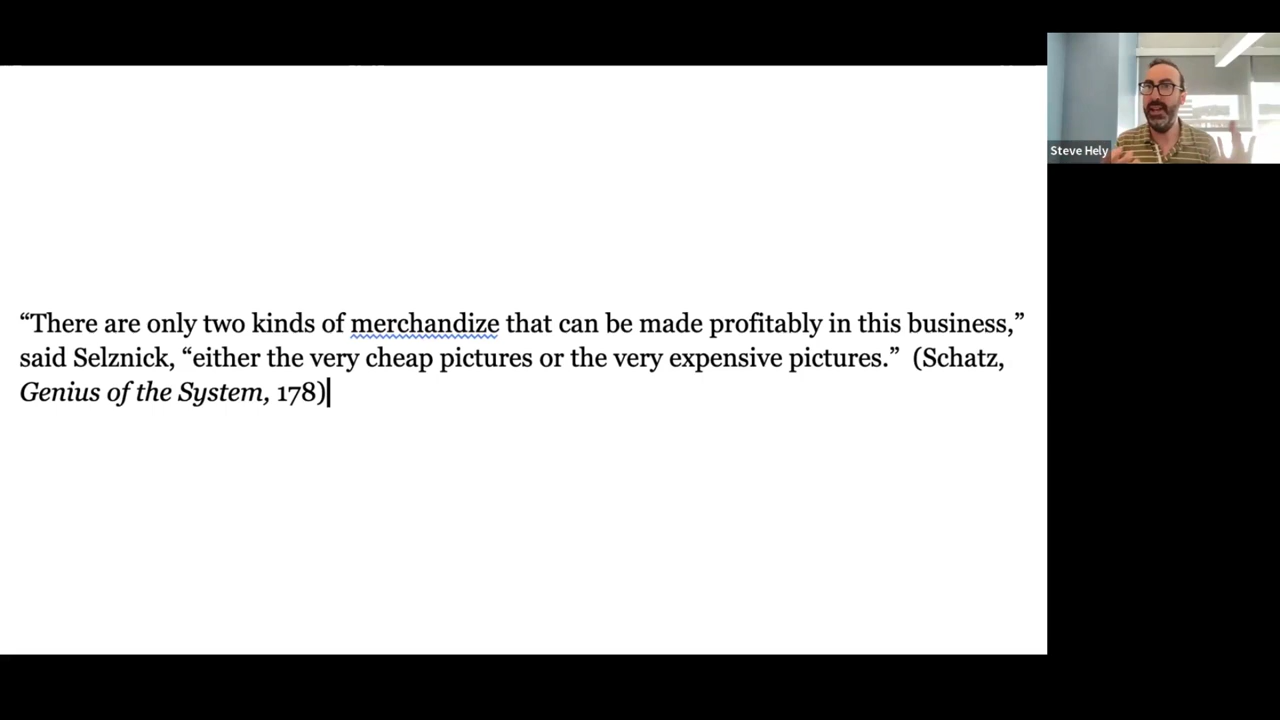 “There are only two kinds of merchandize that can be made profitably in this business,”
said Selznick, “either the very cheap pictures or the very expensive pictures.”  (Schatz,
Genius of the System, 178)
Steve Hely